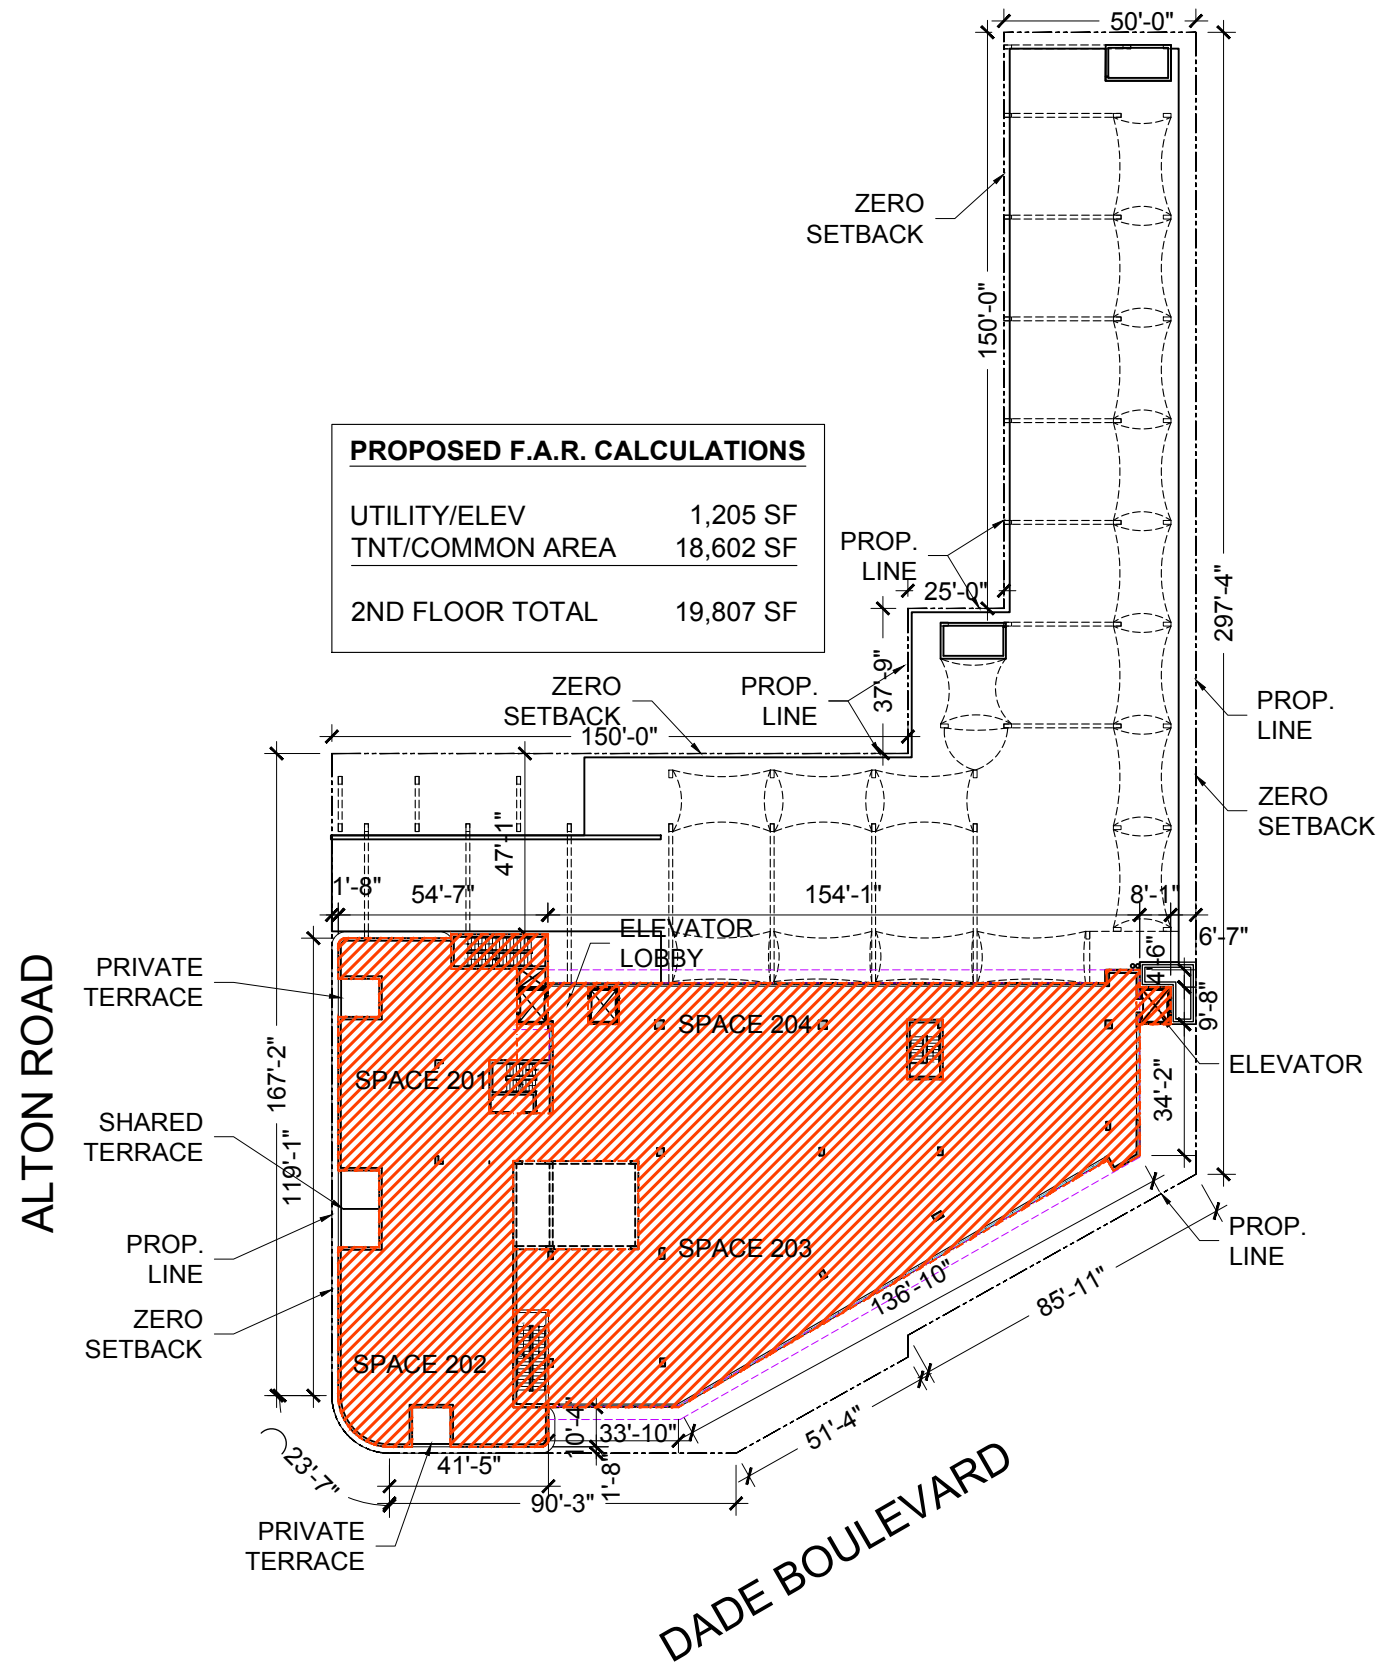 50'-0"
ZERO
SETBACK
150'-0"
297'-4"
PROPOSED F.A.R. CALCULATIONS
UTILITY/ELEV 1,205 SF
TNT/COMMON AREA 18,602 SF
2ND FLOOR TOTAL 19,807 SF
PROP.
LINE
25'-0"
37'-9"
ZERO
SETBACK
PROP.
LINE
150'-0"
PROP.
LINE
ZERO
SETBACK
47'-1"
1'-8"
54'-7"
154'-1"
8'-1"
6'-7"
ELEVATOR
LOBBY
9'-8"
PRIVATE
TERRACE
ALTON ROAD
167'-2"
119'-1"
SPACE 204
SPACE 201
ELEVATOR
34'-2"
SHARED
TERRACE
PROP.
LINE
ZERO
SETBACK
SPACE 203
PROP.
LINE
136'-10"
85'-11"
SPACE 202
10'-4"
33'-10"
51'-4"
23'-7"
41'-5"
1'-8"
90'-3"
PRIVATE
TERRACE
DADE BOULEVARD